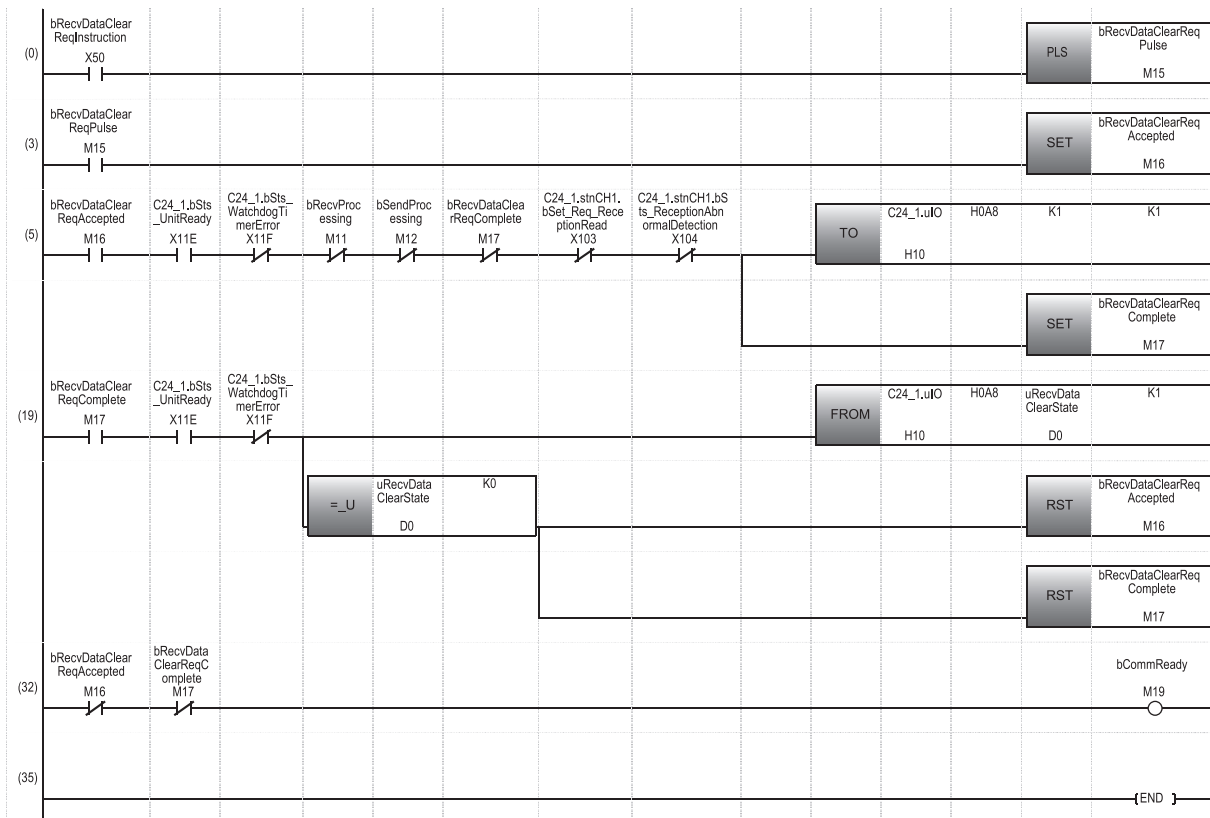 bRecvDataClear
ReqInstruction
X50
(0)
PLS
bRecvDataClearReq
Pulse
M15
bRecvDataClear
ReqPulse
M15
(3)
SET
bRecvDataClearReq
Accepted
M16
bRecvDataClear
ReqAccepted
M16
C24_1.bSts
_UnitReady
X11E
C24_1.bSts_
WatchdogTi
merError
X11F
bRecvProc
essing
M11
bSendProc
essing
M12
bRecvDataClea
rReqComplete
M17
C24_1.stnCH1.
bSet_Req_Rece
ptionRead
X103
C24_1.stnCH1.bS
ts_ReceptionAbn
ormalDetection
X104
(5)
TO
C24_1.uIO
H10
H0A8
K1
K1
SET
bRecvDataClearReq
Complete
M17
bRecvDataClear
ReqComplete
M17
C24_1.bSts
_UnitReady
X11E
C24_1.bSts_
WatchdogTi
merError
X11F
(19)
FROM
C24_1.uIO
H10
H0A8
uRecvData
ClearState
D0
K1
=_U
uRecvData
ClearState
D0
K0
RST
bRecvDataClearReq
Accepted
M16
RST
bRecvDataClearReq
Complete
M17
bRecvDataClear
ReqAccepted
M16
bRecvData
ClearReqC
omplete
M17
(32)
bCommReady
M19
(35)
END